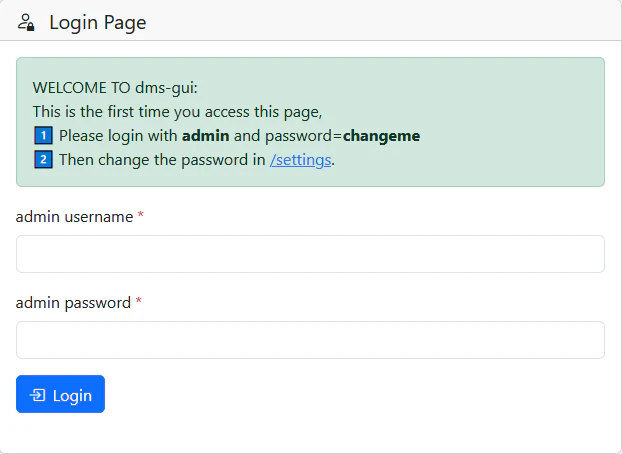 Login Page
WELCOME TO dms-gui:
This is the first time you access this page,
1 Please login with admin and password=changeme
2 Then change the password in /settings.
admin username *
admin password *
Login